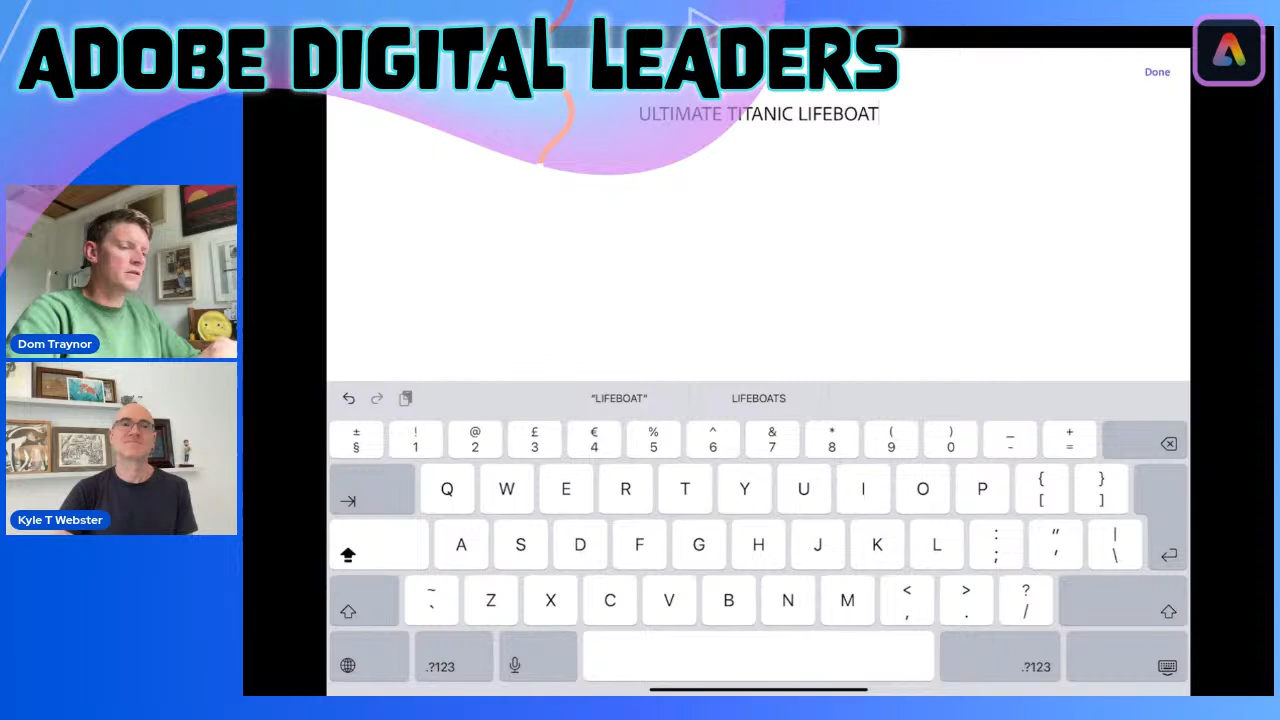 ADOBE DIGITAL LEADERS
Done
ULTIMATE TITANIC LIFEBOAT
Dom Traynor
Kyle T Webster
“LIFEBOAT” LIFEBOATS
± ! @ £ € % ^ & * ( ) _ +
§ 1 2 3 4 5 6 7 8 9 0 - =
Q W E R T Y U I O P { }
[ ]
A S D F G H J K L : " |
; ' \
~ Z X C V B N M < > ?
` , . /
.?123 .?123